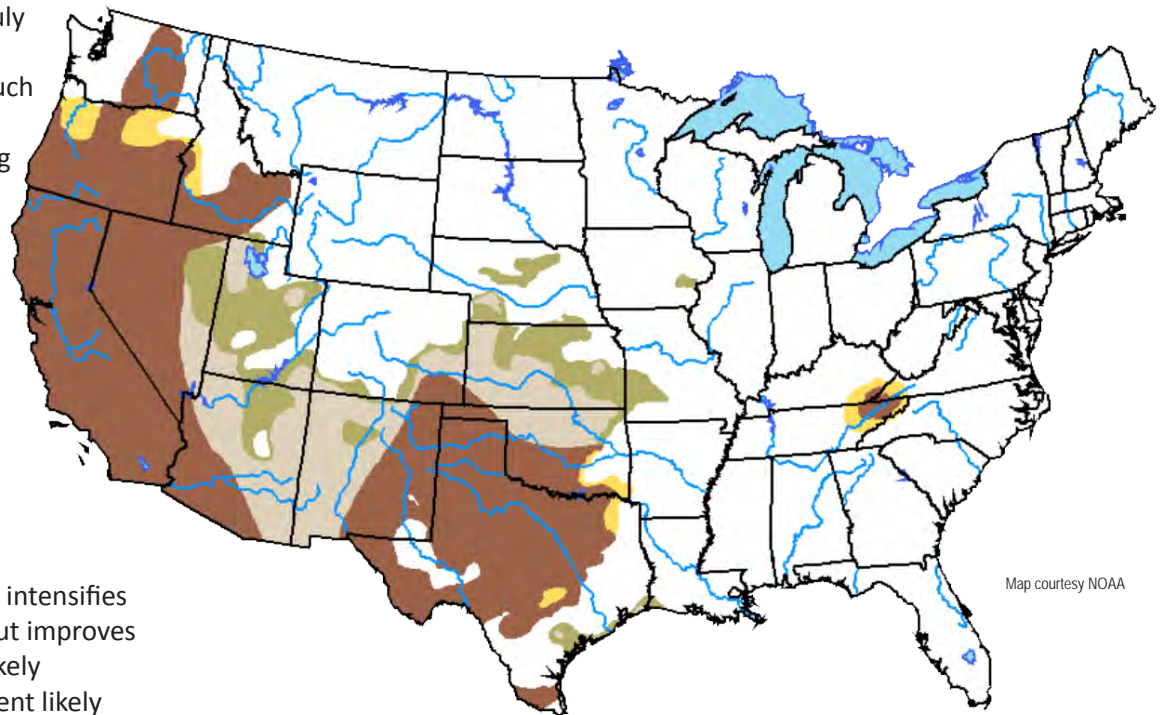 uly
uch
g
intensifies
ut improves
kely
ent likely
Map courtesy NOAA